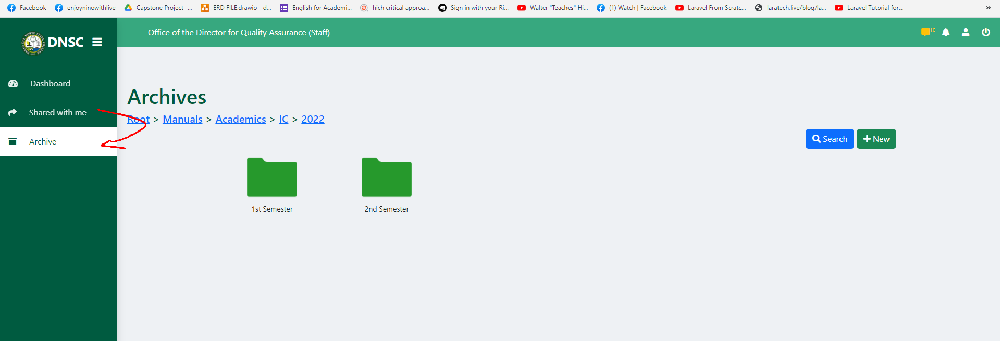 Facebook enjoyninowithlive Capstone Project -... ERD FILE.drawio - d... English for Academi... hich critical approa... Sign in with your Ri... Walter "Teaches" Hi... (1) Watch | Facebook Laravel From Scratc... laratech.live/blog/la... Laravel Tutorial for... »
DNSC
Office of the Director for Quality Assurance (Staff)
10
Dashboard
Shared with me
Archive
Archives
Root > Manuals > Academics > IC > 2022
Search
New
1st Semester
2nd Semester